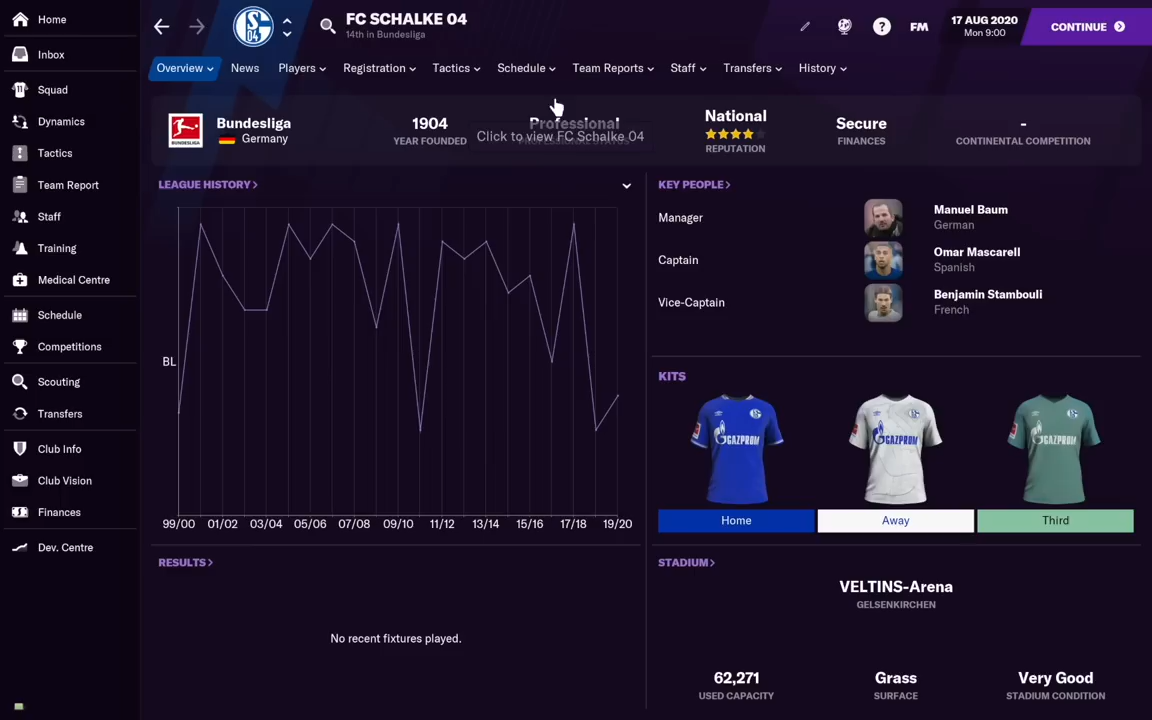 Home
Inbox
Squad
Dynamics
Tactics
Team Report
Staff
Training
Medical Centre
Schedule
Competitions
Scouting
Transfers
Club Info
Club Vision
Finances
Dev. Centre
FC SCHALKE 04
14th in Bundesliga
FM
17 AUG 2020
Mon 9:00
CONTINUE
Overview
News
Players
Registration
Tactics
Schedule
Team Reports
Staff
Transfers
History
Bundesliga
Germany
1904
YEAR FOUNDED
Professional
Click to view FC Schalke 04
National
REPUTATION
Secure
FINANCES
-
CONTINENTAL COMPETITION
LEAGUE HISTORY >
BL
99/00 01/02 03/04 05/06 07/08 09/10 11/12 13/14 15/16 17/18 19/20
RESULTS >
No recent fixtures played.
KEY PEOPLE >
Manager
Manuel Baum
German
Captain
Omar Mascarell
Spanish
Vice-Captain
Benjamin Stambouli
French
KITS
GAZPROM
GAZPROM
GAZPROM
Home
Away
Third
STADIUM >
VELTINS-Arena
GELSENKIRCHEN
62,271
USED CAPACITY
Grass
SURFACE
Very Good
STADIUM CONDITION